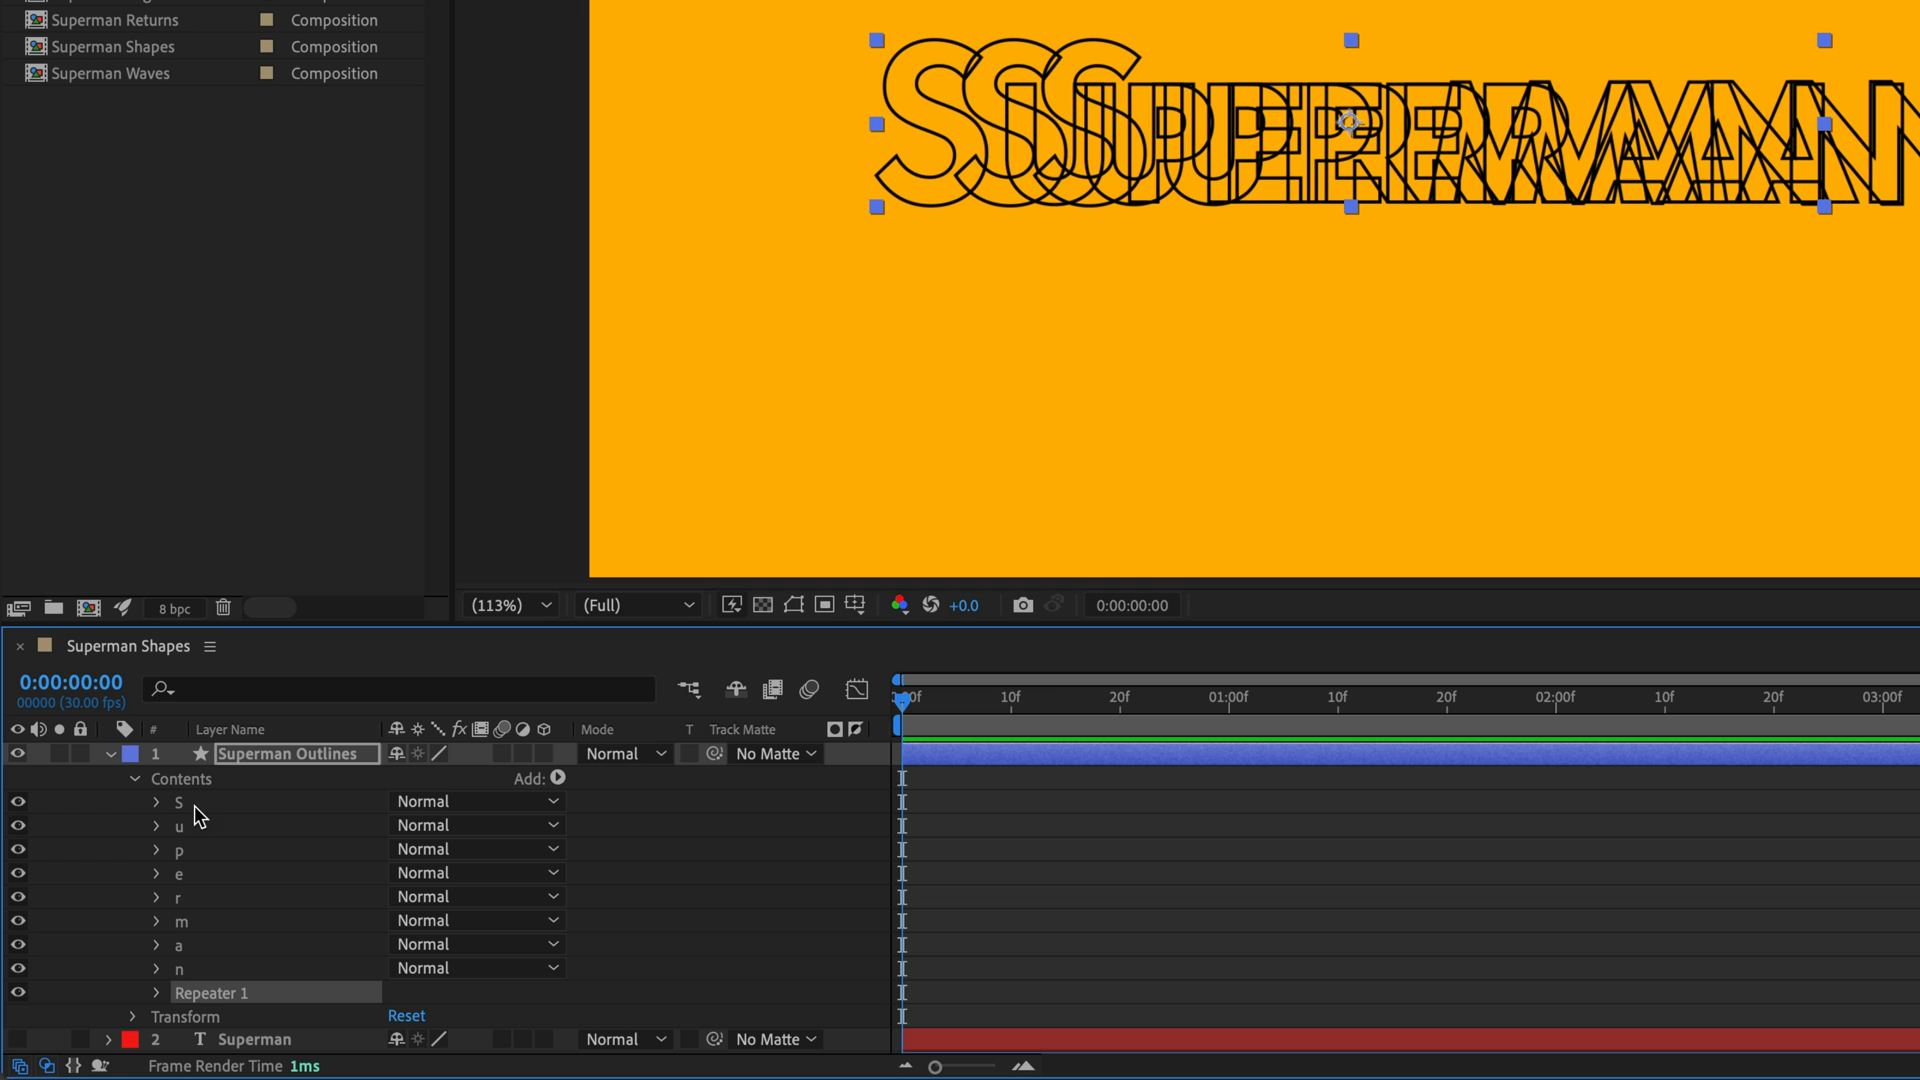 Superman Returns Composition
Superman Shapes Composition
Superman Waves Composition
SSSUPERMAN
8 bpc
(113%) (Full) +0.0 0:00:00:00
Superman Shapes
0:00:00:00
00000 (30.00 fps)
:00f 10f 20f 01:00f 10f 20f 02:00f 10f 20f 03:00f
# Layer Name fx Mode T Track Matte
1 Superman Outlines Normal No Matte
Contents Add:
S Normal
u Normal
p Normal
e Normal
r Normal
m Normal
a Normal
n Normal
Repeater 1
Transform Reset
2 T Superman Normal No Matte
Frame Render Time 1ms